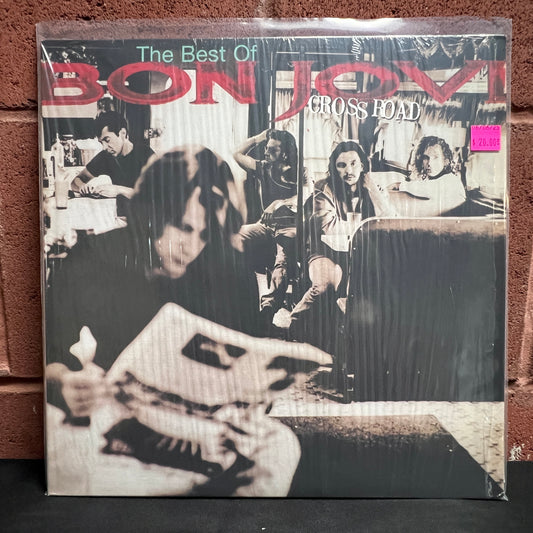 The Best Of
BON JOVI
CROSS ROAD
$ 20.00